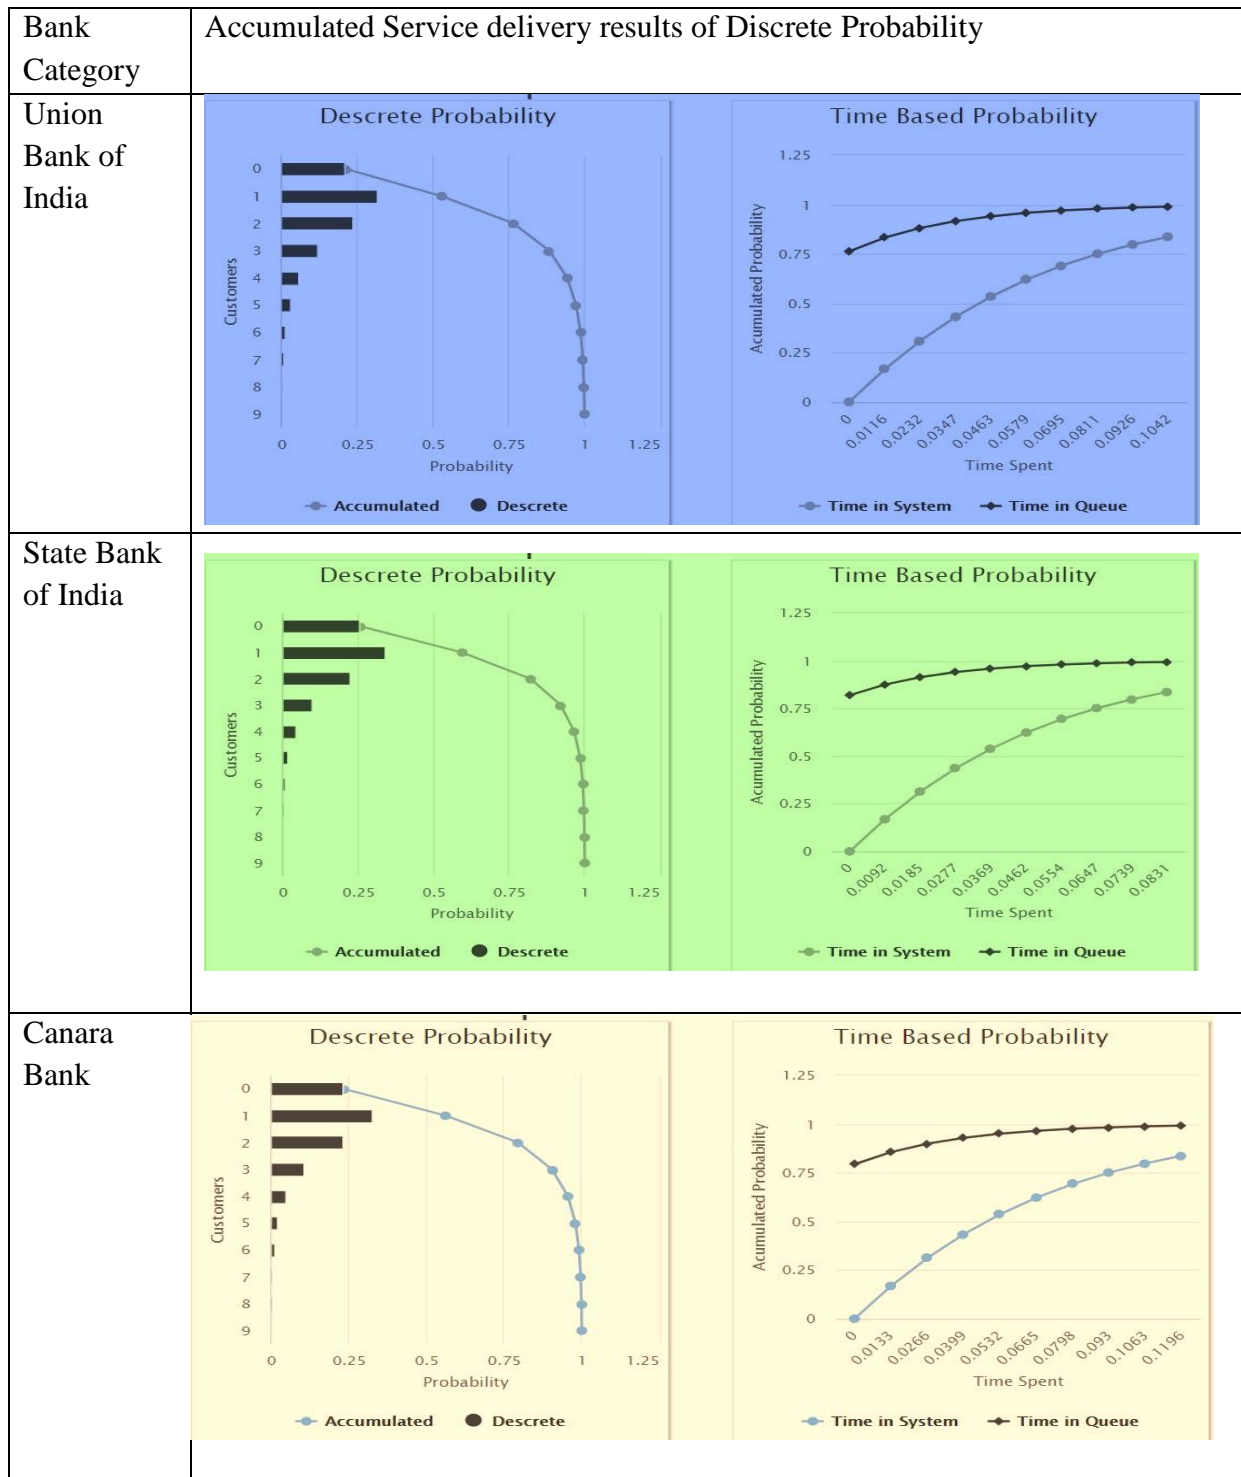 Bank
Category
Accumulated Service delivery results of Discrete Probability
Union
Bank of
India
Descrete Probability
Customers
0
1
2
3
4
5
6
7
8
9
0 0.25 0.5 0.75 1 1.25
Probability
Accumulated Descrete
Time Based Probability
Acumulated Probability
1.25
1
0.75
0.5
0.25
0
0 0.0116 0.0232 0.0347 0.0463 0.0579 0.0695 0.0811 0.0926 0.1042
Time Spent
Time in System Time in Queue
State Bank
of India
Descrete Probability
Customers
0
1
2
3
4
5
6
7
8
9
0 0.25 0.5 0.75 1 1.25
Probability
Accumulated Descrete
Time Based Probability
Acumulated Probability
1.25
1
0.75
0.5
0.25
0
0 0.0092 0.0185 0.0277 0.0369 0.0462 0.0554 0.0647 0.0739 0.0831
Time Spent
Time in System Time in Queue
Canara
Bank
Descrete Probability
Customers
0
1
2
3
4
5
6
7
8
9
0 0.25 0.5 0.75 1 1.25
Probability
Accumulated Descrete
Time Based Probability
Acumulated Probability
1.25
1
0.75
0.5
0.25
0
0 0.0133 0.0266 0.0399 0.0532 0.0665 0.0798 0.093 0.1063 0.1196
Time Spent
Time in System Time in Queue